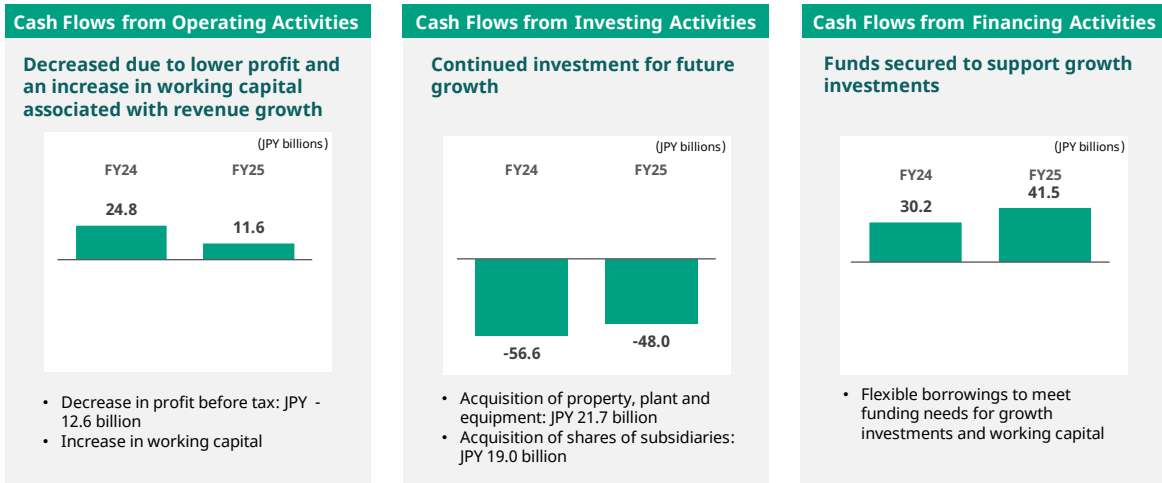 Cash Flows from Operating Activities
Decreased due to lower profit and
an increase in working capital
associated with revenue growth
(JPY billions)
FY24
FY25
24.8
11.6
• Decrease in profit before tax: JPY -
12.6 billion
• Increase in working capital
Cash Flows from Investing Activities
Continued investment for future
growth
(JPY billions)
FY24
FY25
-56.6
-48.0
• Acquisition of property, plant and
equipment: JPY 21.7 billion
• Acquisition of shares of subsidiaries:
JPY 19.0 billion
Cash Flows from Financing Activities
Funds secured to support growth
investments
(JPY billions)
FY24
FY25
30.2
41.5
• Flexible borrowings to meet
funding needs for growth
investments and working capital